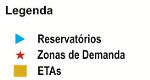 Legenda
Reservatórios
Zonas de Demanda
ETAs